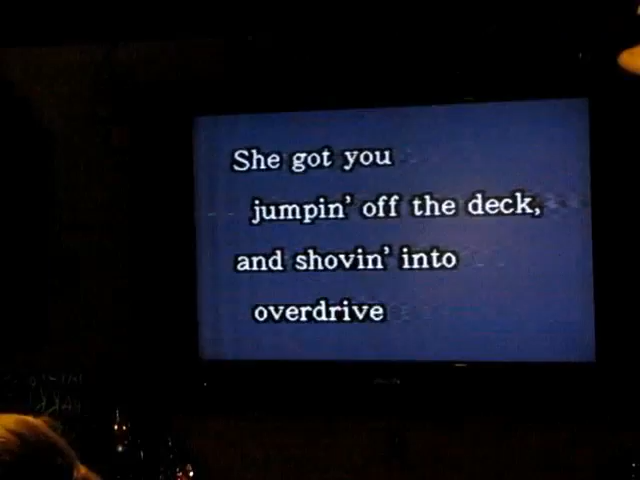 She got you
jumpin' off the deck,
and shovin' into
overdrive